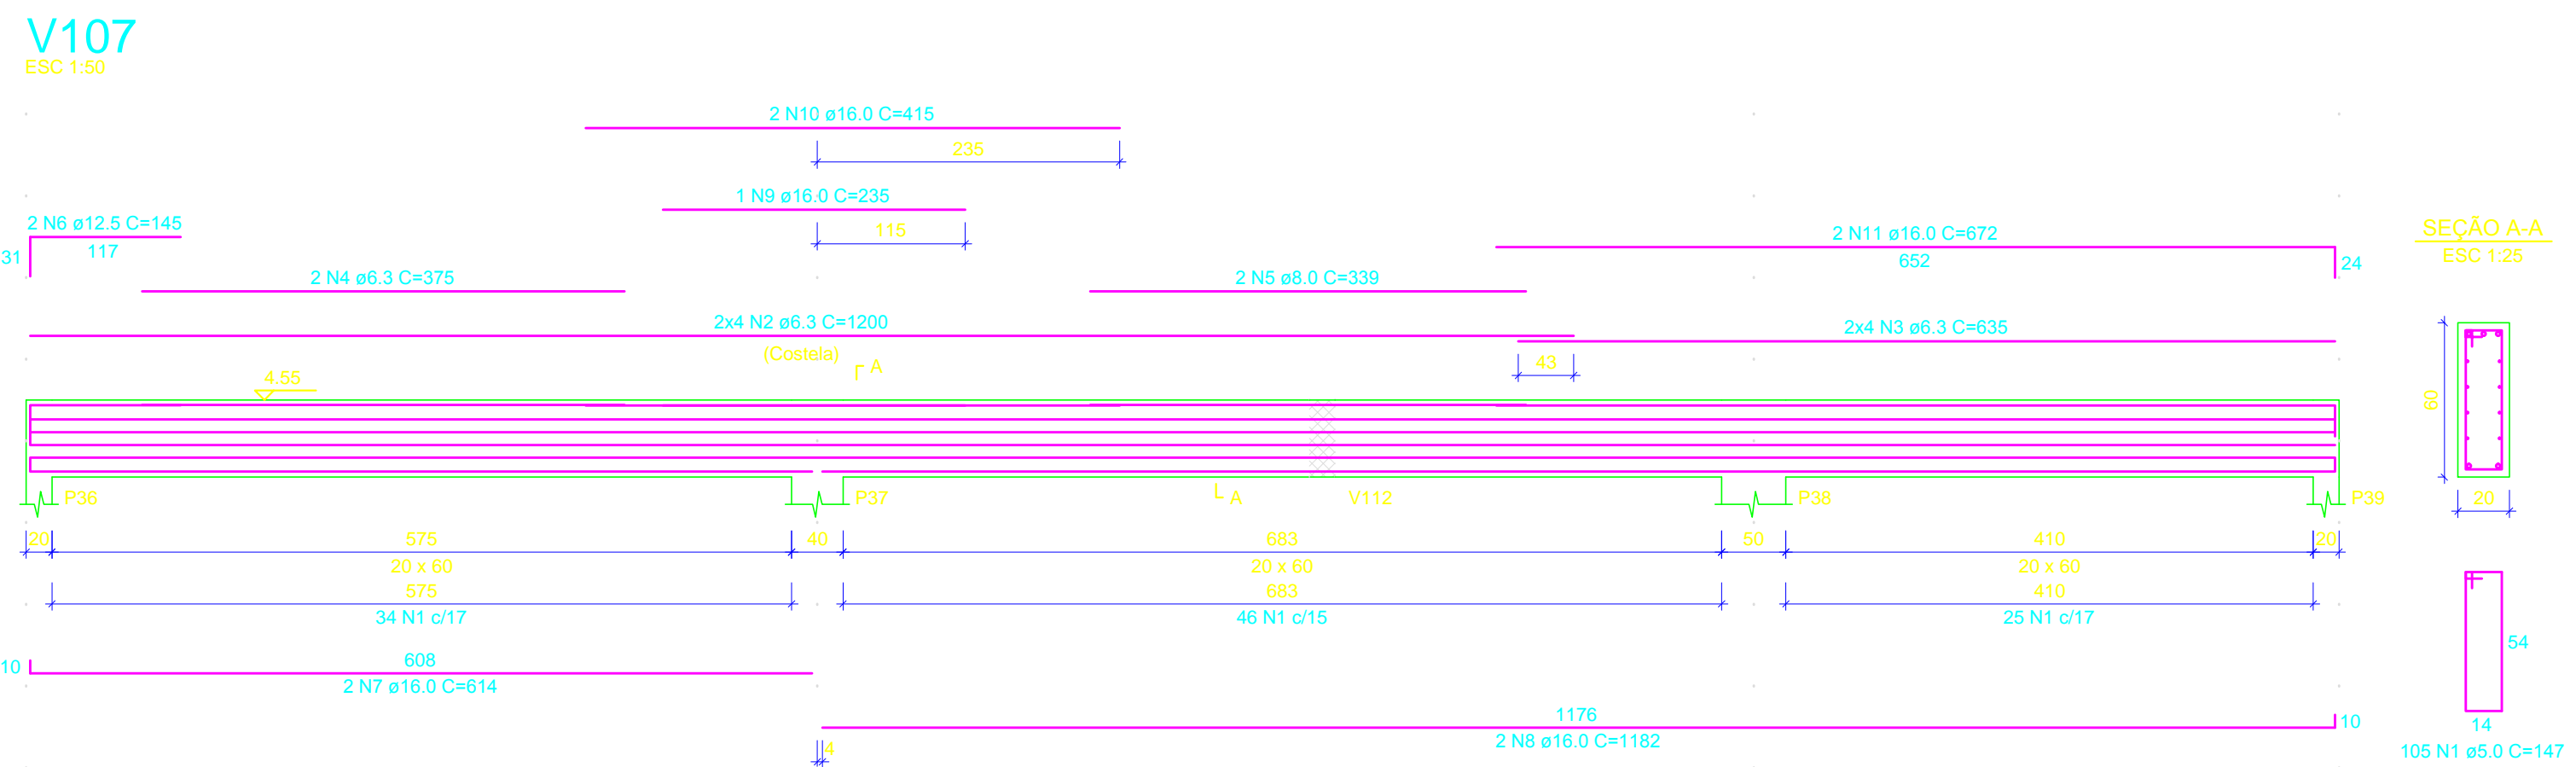 V107
ESC 1:50
2 N10 ø16.0 C=415
235
1 N9 ø16.0 C=235
115
2 N6 ø12.5 C=145
117
31
2 N11 ø16.0 C=672
652
24
2 N4 ø6.3 C=375
2 N5 ø8.0 C=339
2x4 N2 ø6.3 C=1200
(Costela)
2x4 N3 ø6.3 C=635
43
A
4.55
P36
P37
A
V112
P38
P39
20
575
40
683
50
410
20
20 x 60
20 x 60
20 x 60
575
683
410
34 N1 c/17
46 N1 c/15
25 N1 c/17
10
608
2 N7 ø16.0 C=614
1176
10
2 N8 ø16.0 C=1182
4
SEÇÃO A-A
ESC 1:25
60
20
54
14
105 N1 ø5.0 C=147